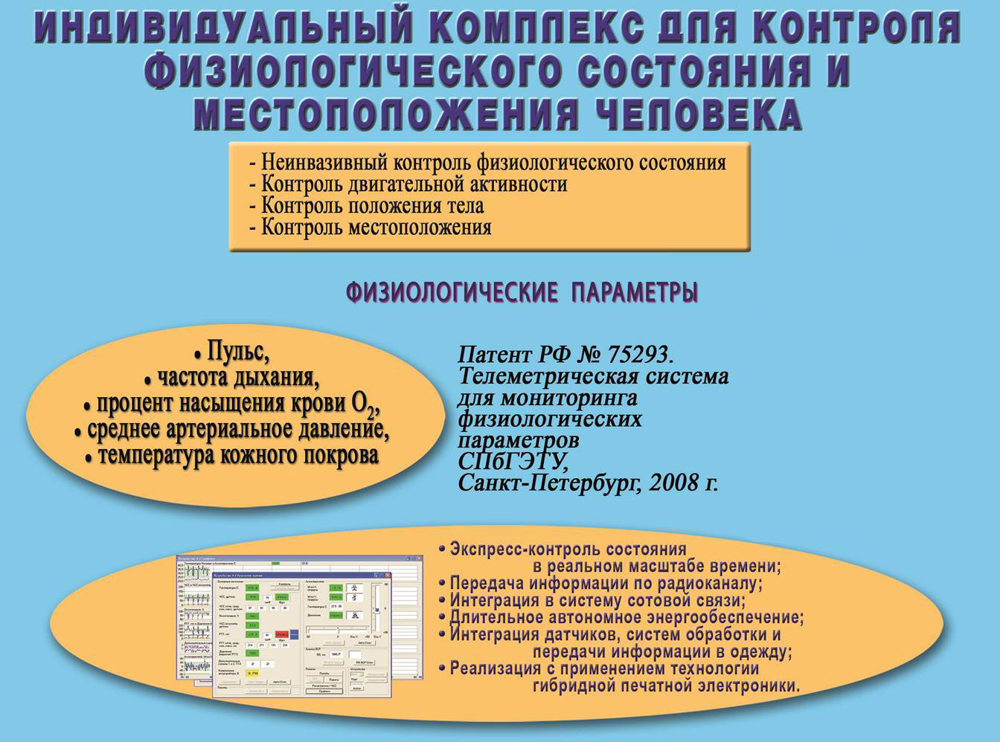 ИНДИВИДУАЛЬНЫЙ КОМПЛЕКС ДЛЯ КОНТРОЛЯ
ФИЗИОЛОГИЧЕСКОГО СОСТОЯНИЯ И
МЕСТОПОЛОЖЕНИЯ ЧЕЛОВЕКА
- Неинвазивный контроль физиологического состояния
- Контроль двигательной активности
- Контроль положения тела
- Контроль местоположения
ФИЗИОЛОГИЧЕСКИЕ ПАРАМЕТРЫ
• Пульс,
• частота дыхания,
• процент насыщения крови O2,
• среднее артериальное давление,
• температура кожного покрова
Патент РФ № 75293.
Телеметрическая система
для мониторинга
физиологических
параметров
СПбГЭТУ,
Санкт-Петербург, 2008 г.
• Экспресс-контроль состояния
в реальном масштабе времени;
• Передача информации по радиоканалу;
• Интеграция в систему сотовой связи;
• Длительное автономное энергообеспечение;
• Интеграция датчиков, систем обработки и
передачи информации в одежду;
• Реализация с применением технологии
гибридной печатной электроники.